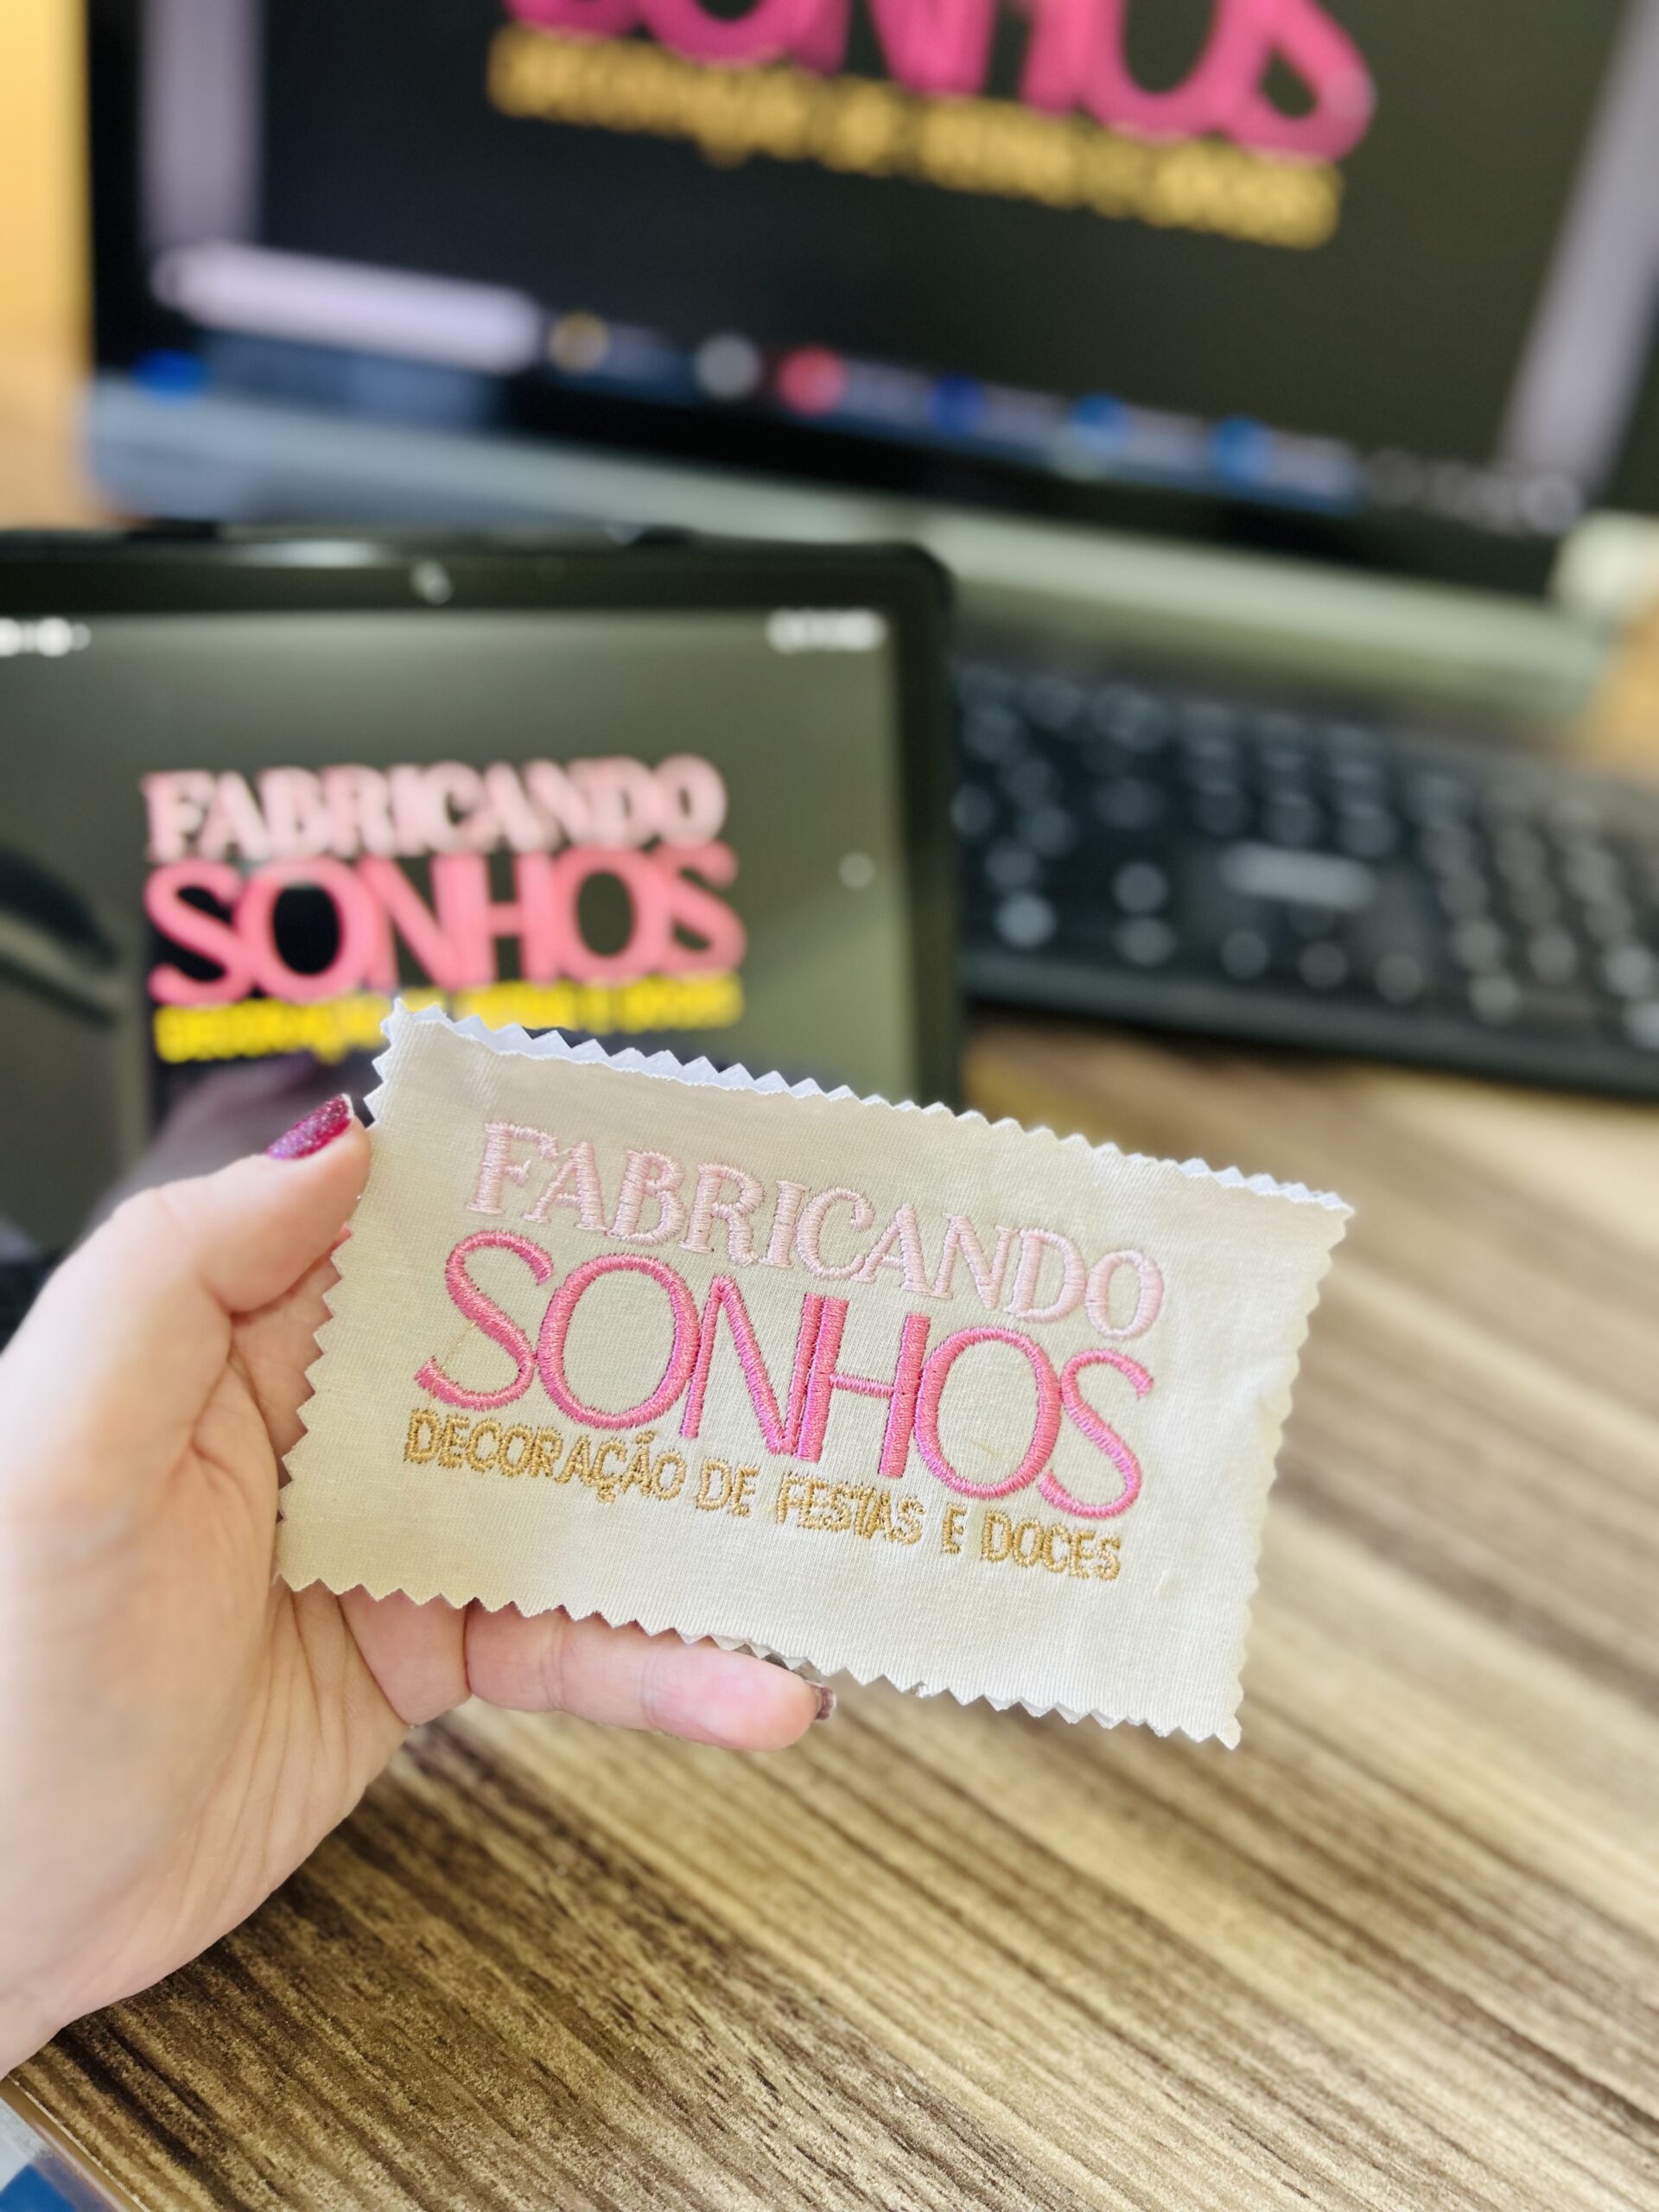 SONHOS
FABRICANDO
SONHOS
FABRICANDO
SONHOS
DECORAÇÃO DE FESTAS E DOCES